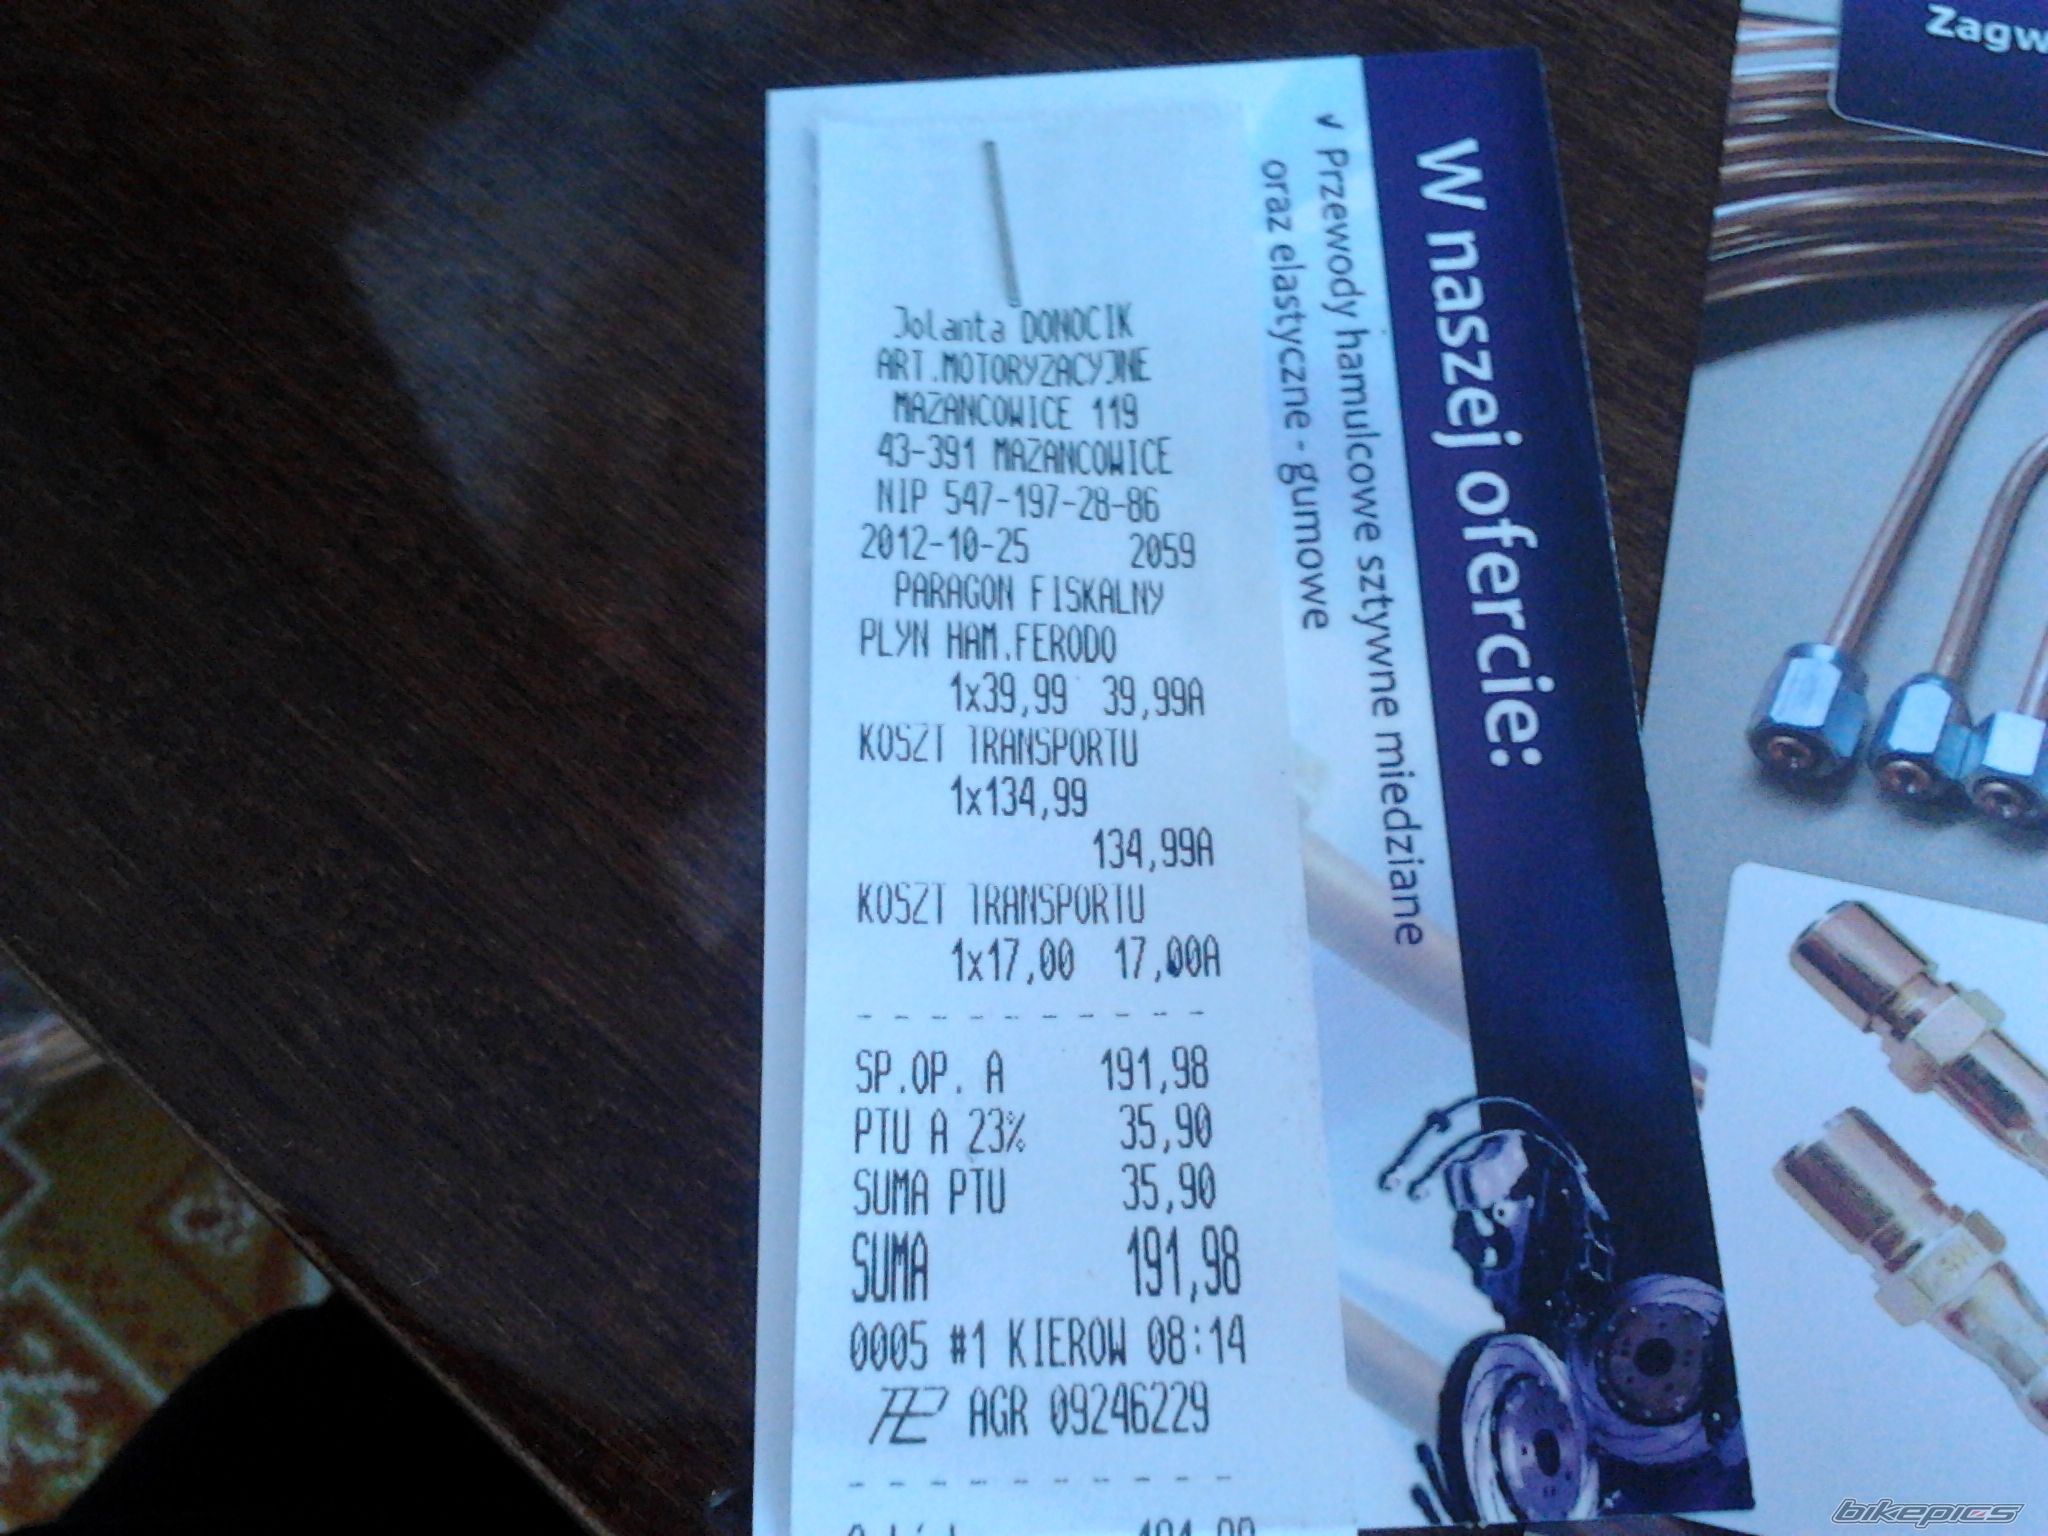 Jolanta DONOCIK
ART.MOTORYZACYJNE
MAZANCOWICE 119
43-391 MAZANCOWICE
NIP 547-197-28-86
2012-10-25 2059
PARAGON FISKALNY
PLYN HAM.FERODO
1x39,99 39,99A
KOSZT TRANSPORTU
1x134,99
134,99A
KOSZT TRANSPORTU
1x17,00 17,00A
SP.OP. A 191,98
PTU A 23% 35,90
SUMA PTU 35,90
SUMA 191,98
0005 #1 KIEROW 08:14
AGR 09246229
W naszej ofercie:
✓ Przewody hamulcowe sztywne miedziane
oraz elastyczne - gumowe
bikepics